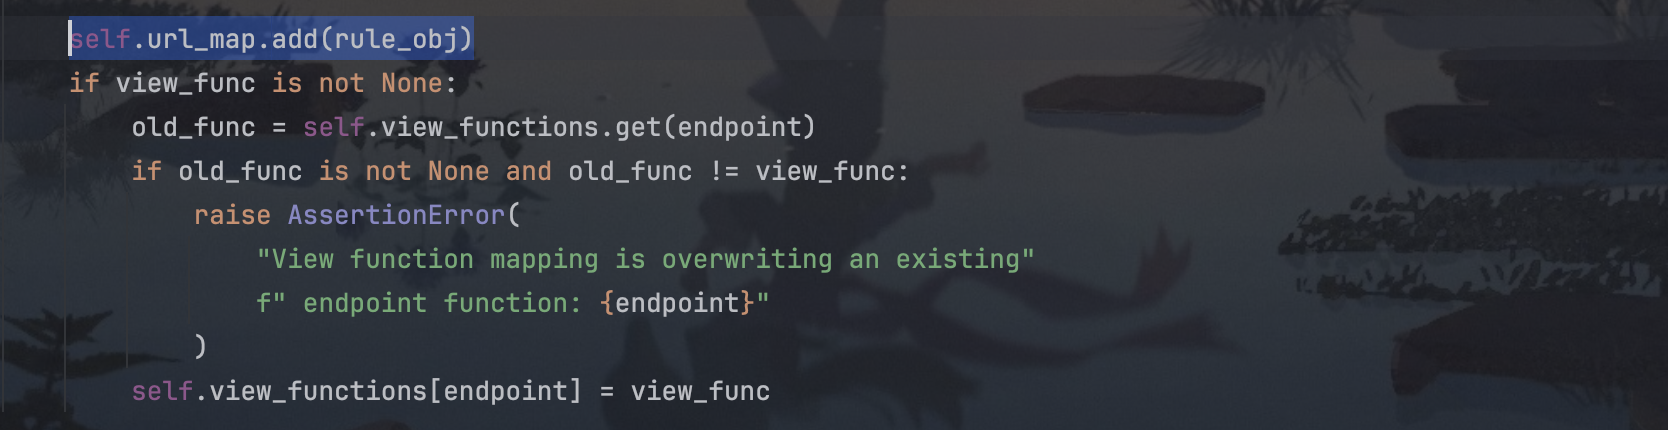 self.url_map.add(rule_obj)
if view_func is not None:
    old_func = self.view_functions.get(endpoint)
    if old_func is not None and old_func != view_func:
        raise AssertionError(
            "View function mapping is overwriting an existing"
            f" endpoint function: {endpoint}"
        )
    self.view_functions[endpoint] = view_func